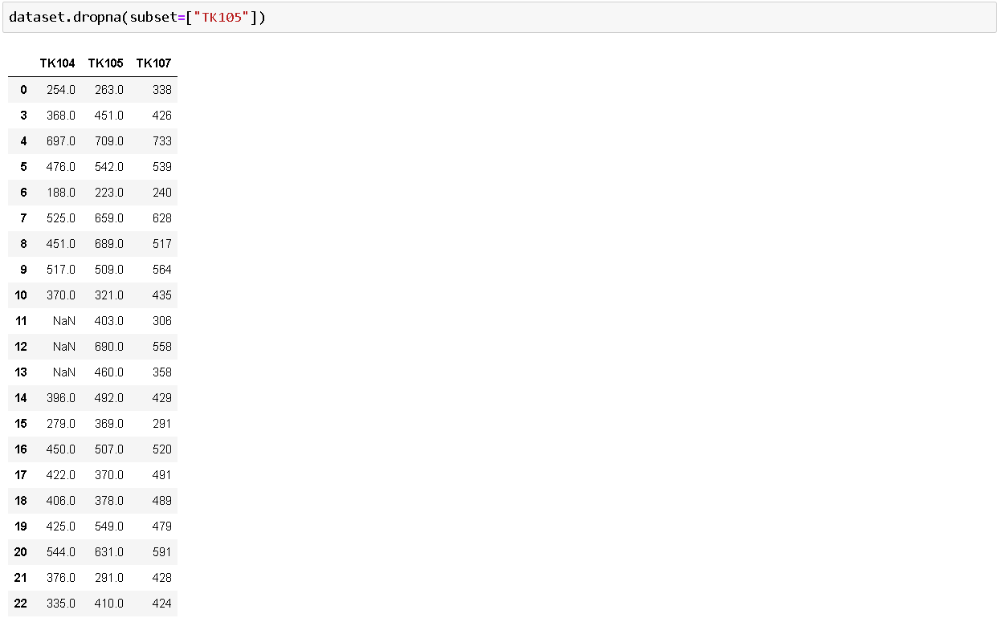 dataset.dropna(subset=["TK105"])
TK104 TK105 TK107
0 254.0 263.0 338
3 368.0 451.0 426
4 697.0 709.0 733
5 476.0 542.0 539
6 188.0 223.0 240
7 525.0 659.0 628
8 451.0 689.0 517
9 517.0 509.0 564
10 370.0 321.0 435
11 NaN 403.0 306
12 NaN 690.0 558
13 NaN 460.0 358
14 396.0 492.0 429
15 279.0 369.0 291
16 450.0 507.0 520
17 422.0 370.0 491
18 406.0 378.0 489
19 425.0 549.0 479
20 544.0 631.0 591
21 376.0 291.0 428
22 335.0 410.0 424